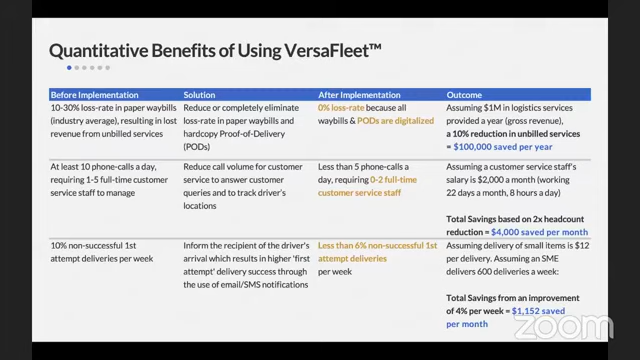 Quantitative Benefits of Using VersaFleet™
Before Implementation
Solution
After Implementation
Outcome
10-30% loss-rate in paper waybills
(industry average), resulting in lost
revenue from unbilled services
Reduce or completely eliminate
loss-rate in paper waybills and
hardcopy Proof-of-Delivery
(PODs)
0% loss-rate because all
waybills & PODs are digitalized
Assuming $1M in logistics services
provided a year (gross revenue),
a 10% reduction in unbilled services
= $100,000 saved per year
At least 10 phone-calls a day,
requiring 1-5 full-time customer
service staff to manage
Reduce call volume for customer
service to answer customer
queries and to track driver's
locations
Less than 5 phone-calls a
day, requiring 0-2 full-time
customer service staff
Assuming a customer service staff's
salary is $2,000 a month (working
22 days a month, 8 hours a day)
Total Savings based on 2x headcount
reduction = $4,000 saved per month
10% non-successful 1st
attempt deliveries per week
Inform the recipient of the driver's
arrival which results in higher 'first
attempt' delivery success through
the use of email/SMS notifications
Less than 6% non-successful 1st
attempt deliveries
per week
Assuming delivery of small items is $12
per delivery. Assuming an SME
delivers 600 deliveries a week:
Total Savings from an improvement
of 4% per week = $1,152 saved
per month
zoom